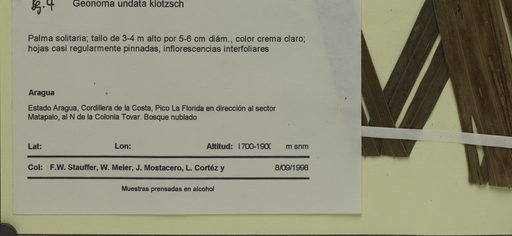 Geonoma undata klotzsch
Palma solitaria; tallo de 3-4 m alto por 5-6 cm diám., color crema claro;
hojas casi regularmente pinnadas, inflorescencias interfoliares
Aragua
Estado Aragua, Cordillera de la Costa, Pico La Florida en dirección al sector
Matapalo, al N de la Colonia Tovar. Bosque nublado
Lat: Lon: Altitud: 1700-1900 m snm
Col: F.W. Stauffer, W. Meier, J. Mostacero, L. Cortéz y 8/09/1998
Muestras prensadas en alcohol